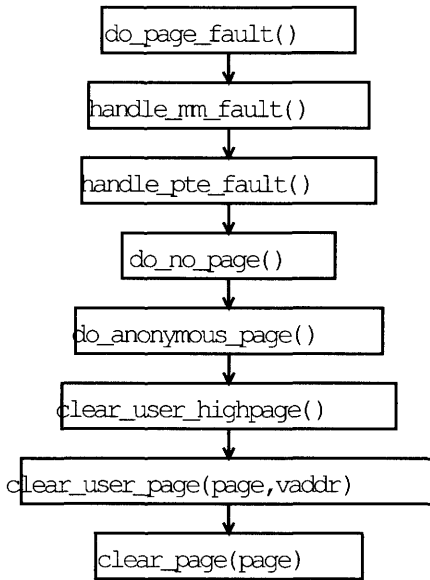 do_page_fault()
handle_mm_fault()
handle_pte_fault()
do_no_page()
do_anonymous_page()
clear_user_highpage()
clear_user_page(page,vaddr)
clear_page(page)